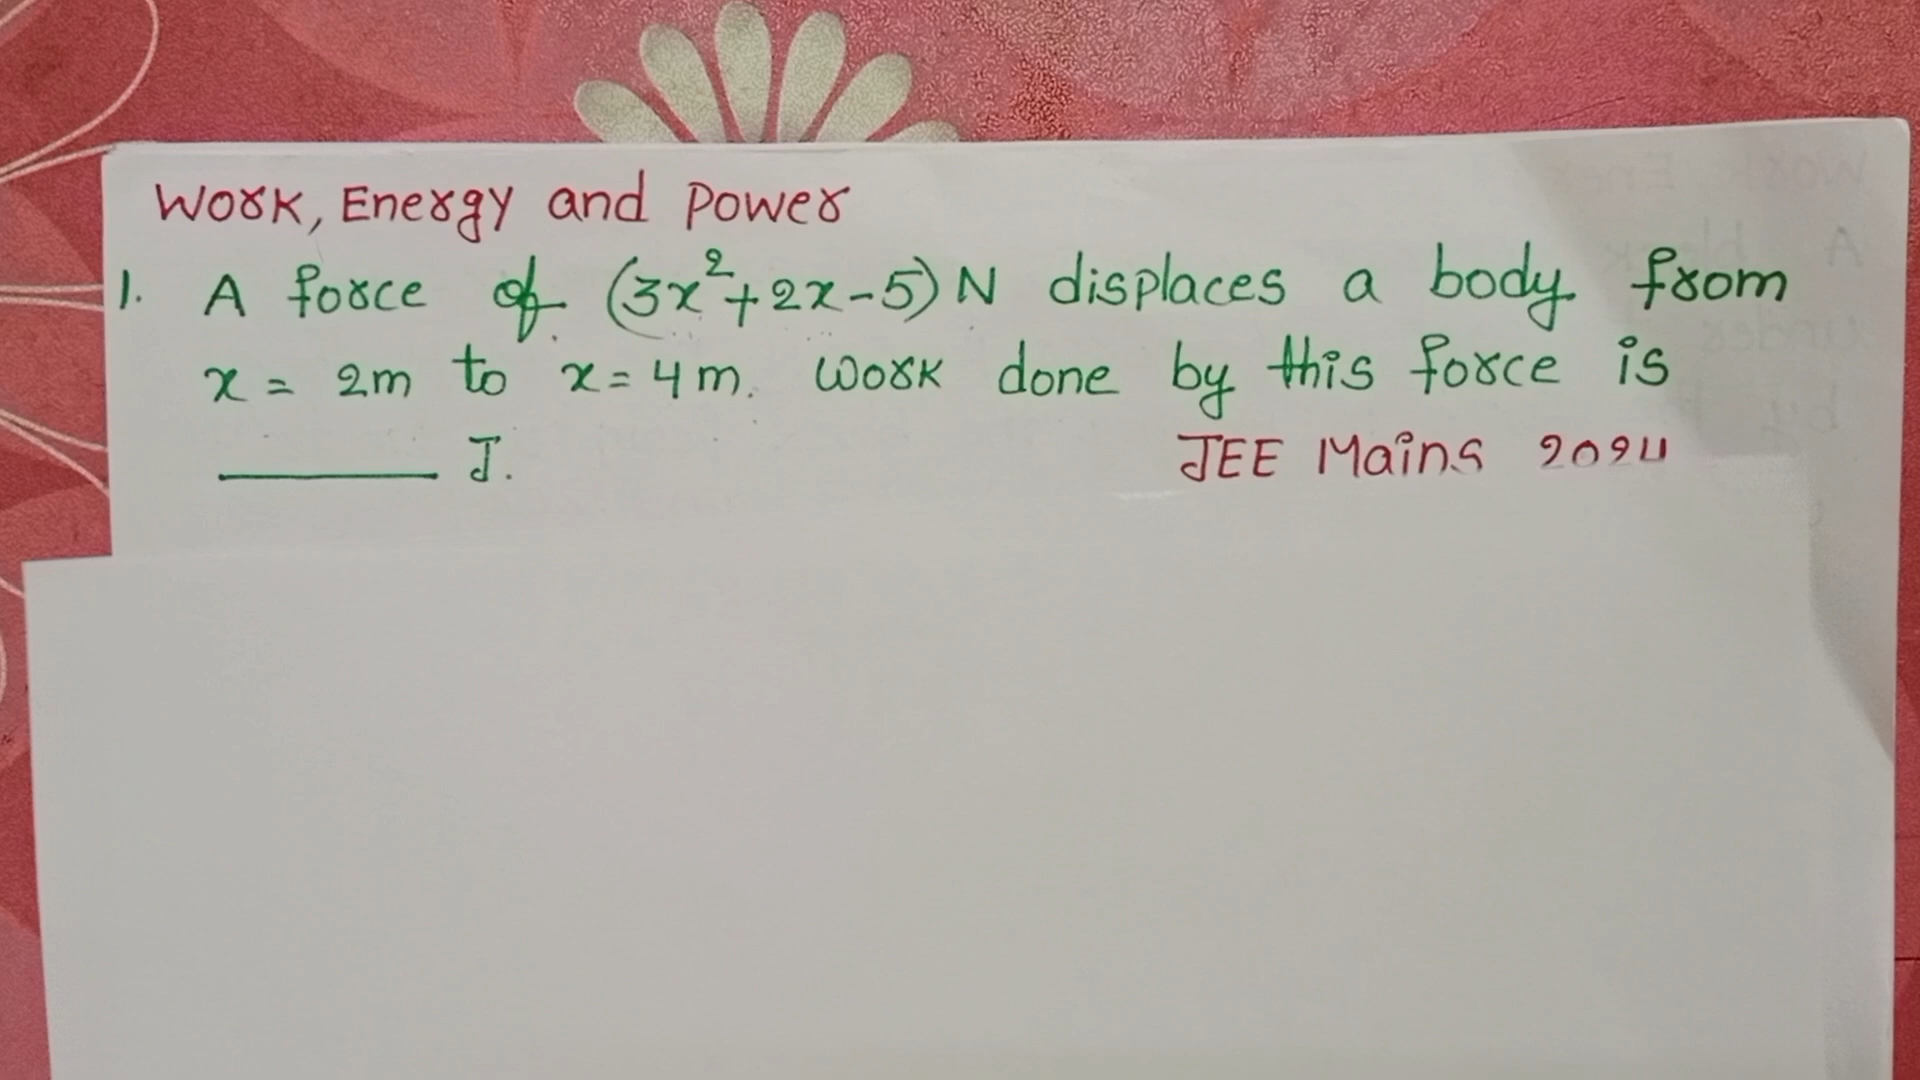 Work, Energy and Power
1. A force of (3x²+2x-5) N displaces a body from
x = 2m to x = 4m. Work done by this force is
________ J. JEE Mains 2024